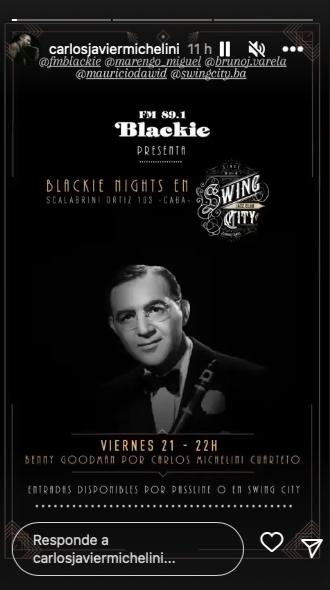 carlosjaviermichelini 11 h
@fmblackie @marengo_miguel @brunoj.varela
@mauriciodawid @swingcity.ba
FM 89.1
Blackie
PRESENTA
BLACKIE NIGHTS EN
SCALABRINI ORTIZ 103 -CABA-
SWING
JAZZ CLUB
CITY
VIERNES 21 - 22H
BENNY GOODMAN POR CARLOS MICHELINI CUARTETO
ENTRADAS DISPONIBLES POR PASSLINE O EN SWING CITY
Responde a
carlosjaviermichelini...